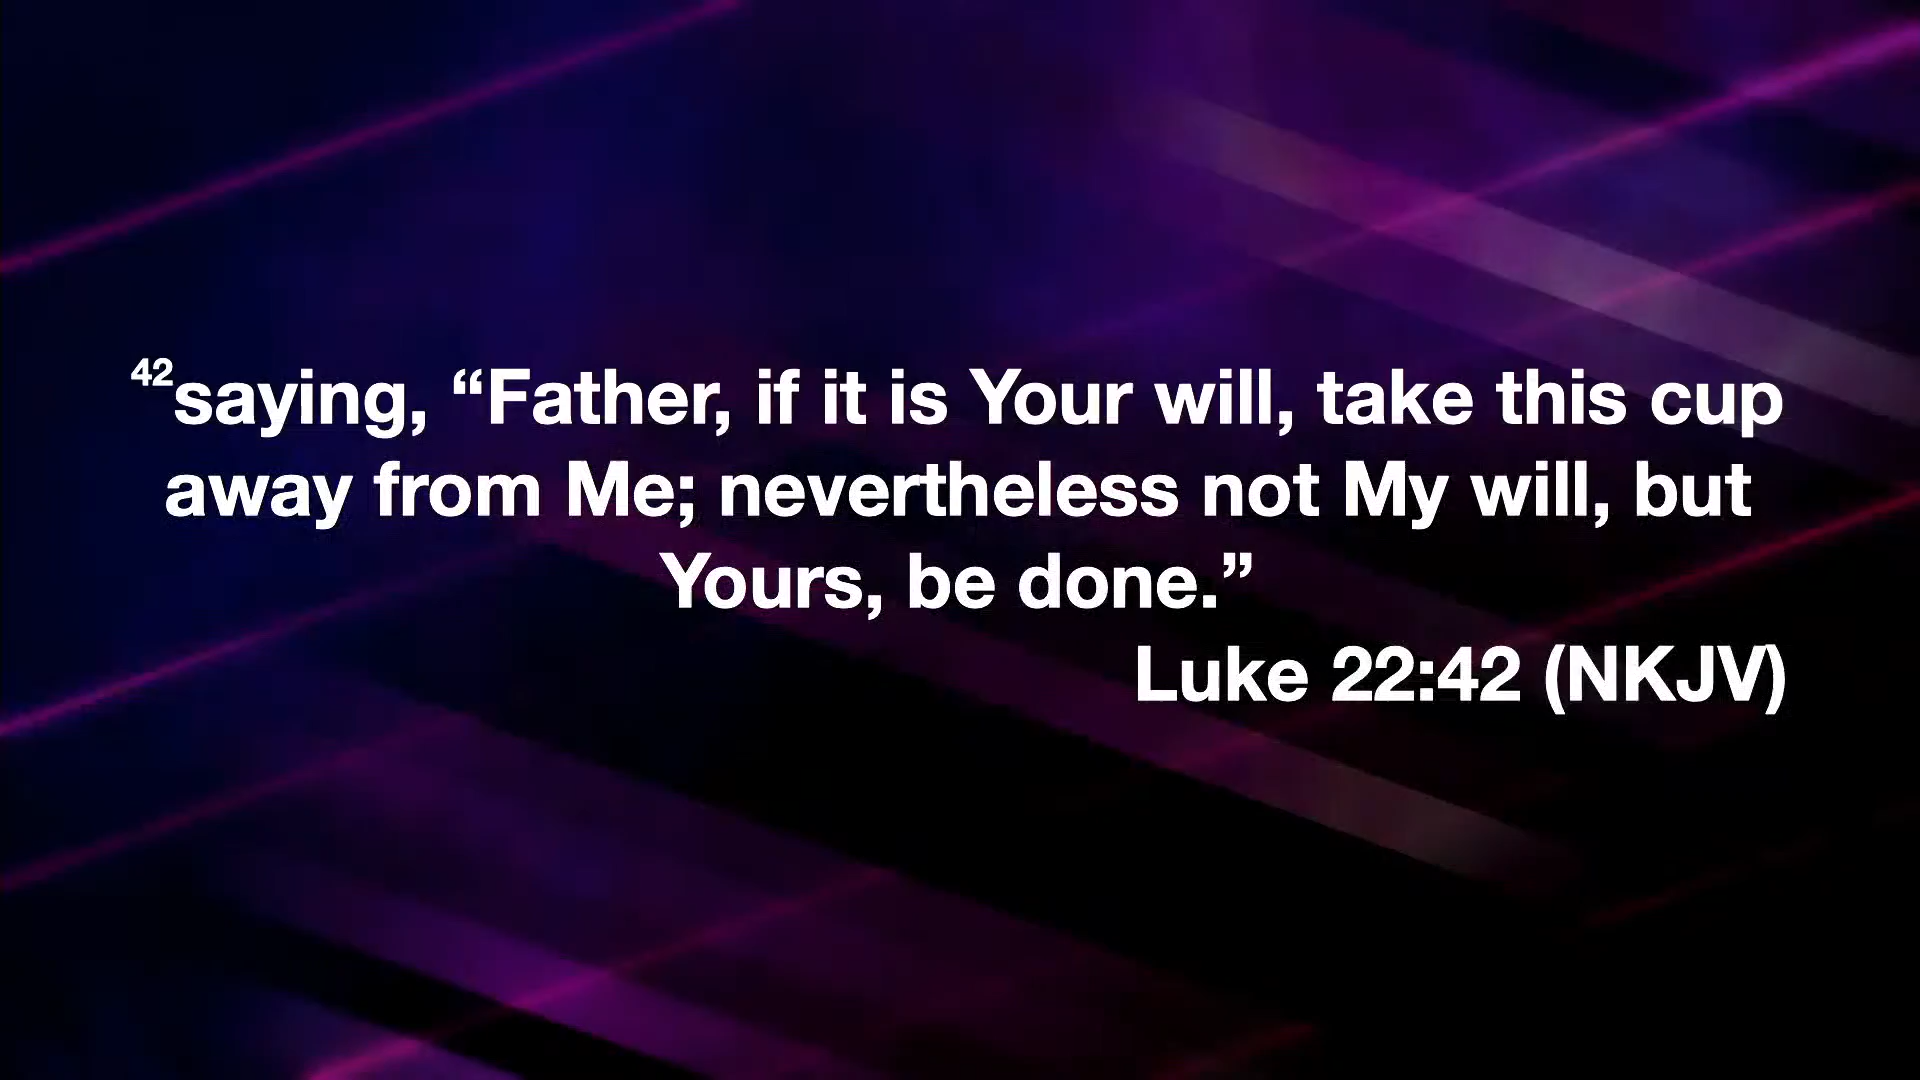 42saying, “Father, if it is Your will, take this cup
away from Me; nevertheless not My will, but
Yours, be done.”
Luke 22:42 (NKJV)